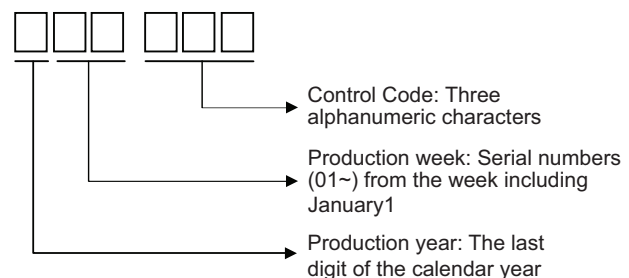 Control Code: Three
alphanumeric characters
Production week: Serial numbers
(01~) from the week including
January1
Production year: The last
digit of the calendar year